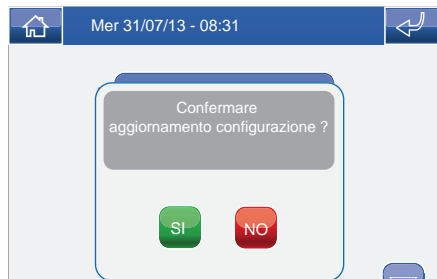 Mer 31/07/13 - 08:31
Confermare
aggiornamento configurazione ?
SI
NO